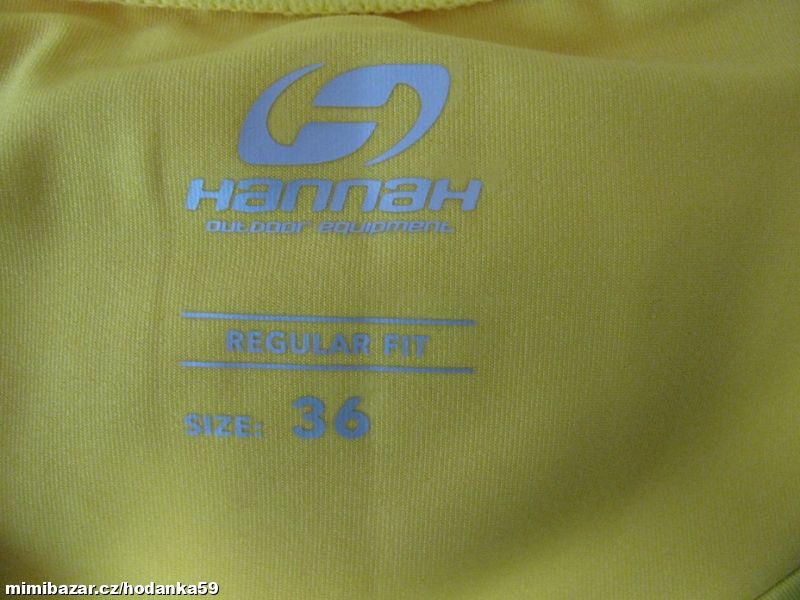 Hannah
outdoor equipment
REGULAR FIT
SIZE: 36
mimibazar.cz/hodanka59